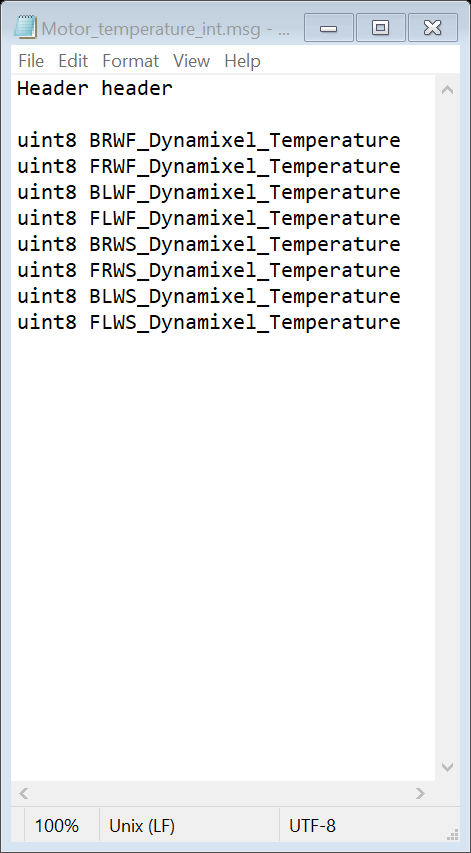 Motor_temperature_int.msg - ...
File Edit Format View Help
Header header
uint8 BRWF_Dynamixel_Temperature
uint8 FRWF_Dynamixel_Temperature
uint8 BLWF_Dynamixel_Temperature
uint8 FLWF_Dynamixel_Temperature
uint8 BRWS_Dynamixel_Temperature
uint8 FRWS_Dynamixel_Temperature
uint8 BLWS_Dynamixel_Temperature
uint8 FLWS_Dynamixel_Temperature
100% Unix (LF) UTF-8